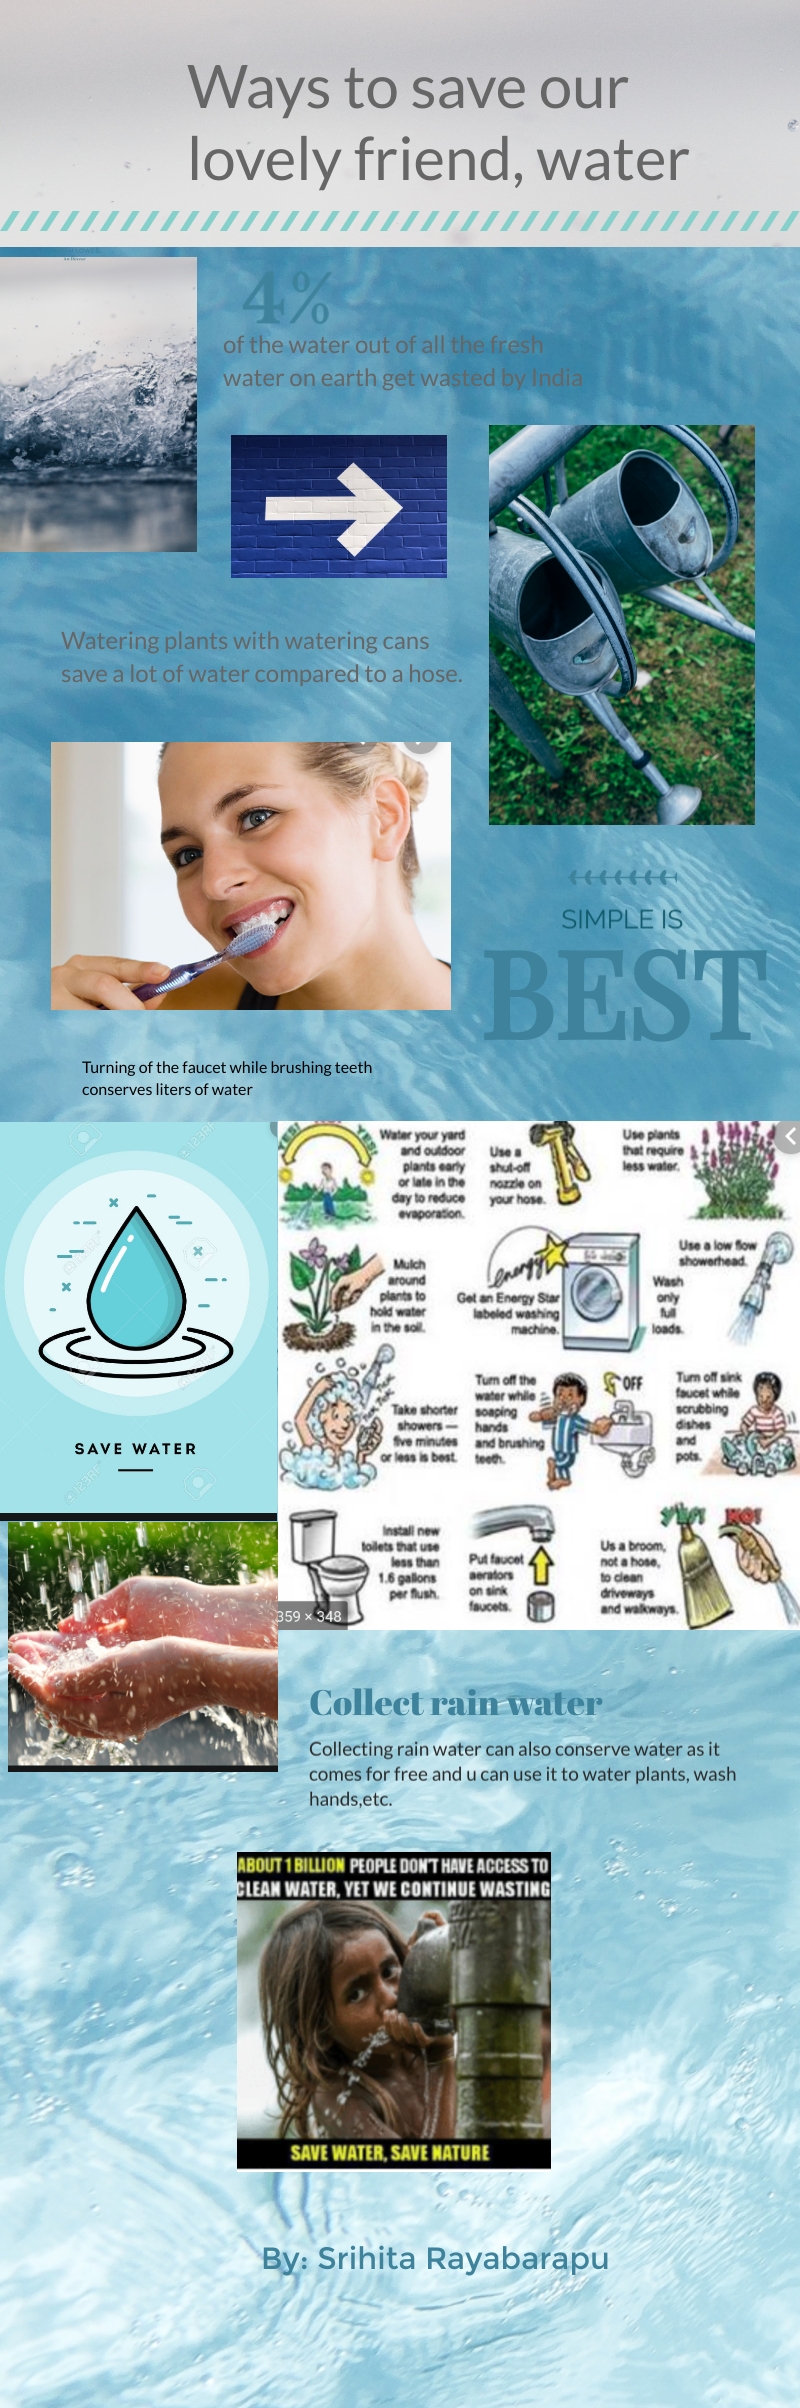 Ways to save our
lovely friend, water
4%
of the water out of all the fresh
water on earth get wasted by India
Watering plants with watering cans
save a lot of water compared to a hose.
SIMPLE IS
BEST
Turning of the faucet while brushing teeth
conserves liters of water
SAVE WATER
YES!
YES!
Water your yard
and outdoor
plants early
or late in the
day to reduce
evaporation.
Use a
shut-off
nozzle on
your hose.
Use plants
that require
less water.
Mulch
around
plants to
hold water
in the soil.
energy
Get an Energy Star
labeled washing
machine.
Wash
only
full
loads.
Use a low flow
showerhead.
Take shorter
showers —
five minutes
or less is best.
Turn off the
water while
soaping
hands
and brushing
teeth.
OFF
Turn off sink
faucet while
scrubbing
dishes
and
pots.
Install new
toilets that use
less than
1.6 gallons
per flush.
Put faucet
aerators
on sink
faucets.
YES!
NO!
Us a broom,
not a hose,
to clean
driveways
and walkways.
359 × 348
Collect rain water
Collecting rain water can also conserve water as it
comes for free and u can use it to water plants, wash
hands,etc.
ABOUT 1 BILLION PEOPLE DON'T HAVE ACCESS TO
CLEAN WATER, YET WE CONTINUE WASTING
SAVE WATER, SAVE NATURE
By: Srihita Rayabarapu